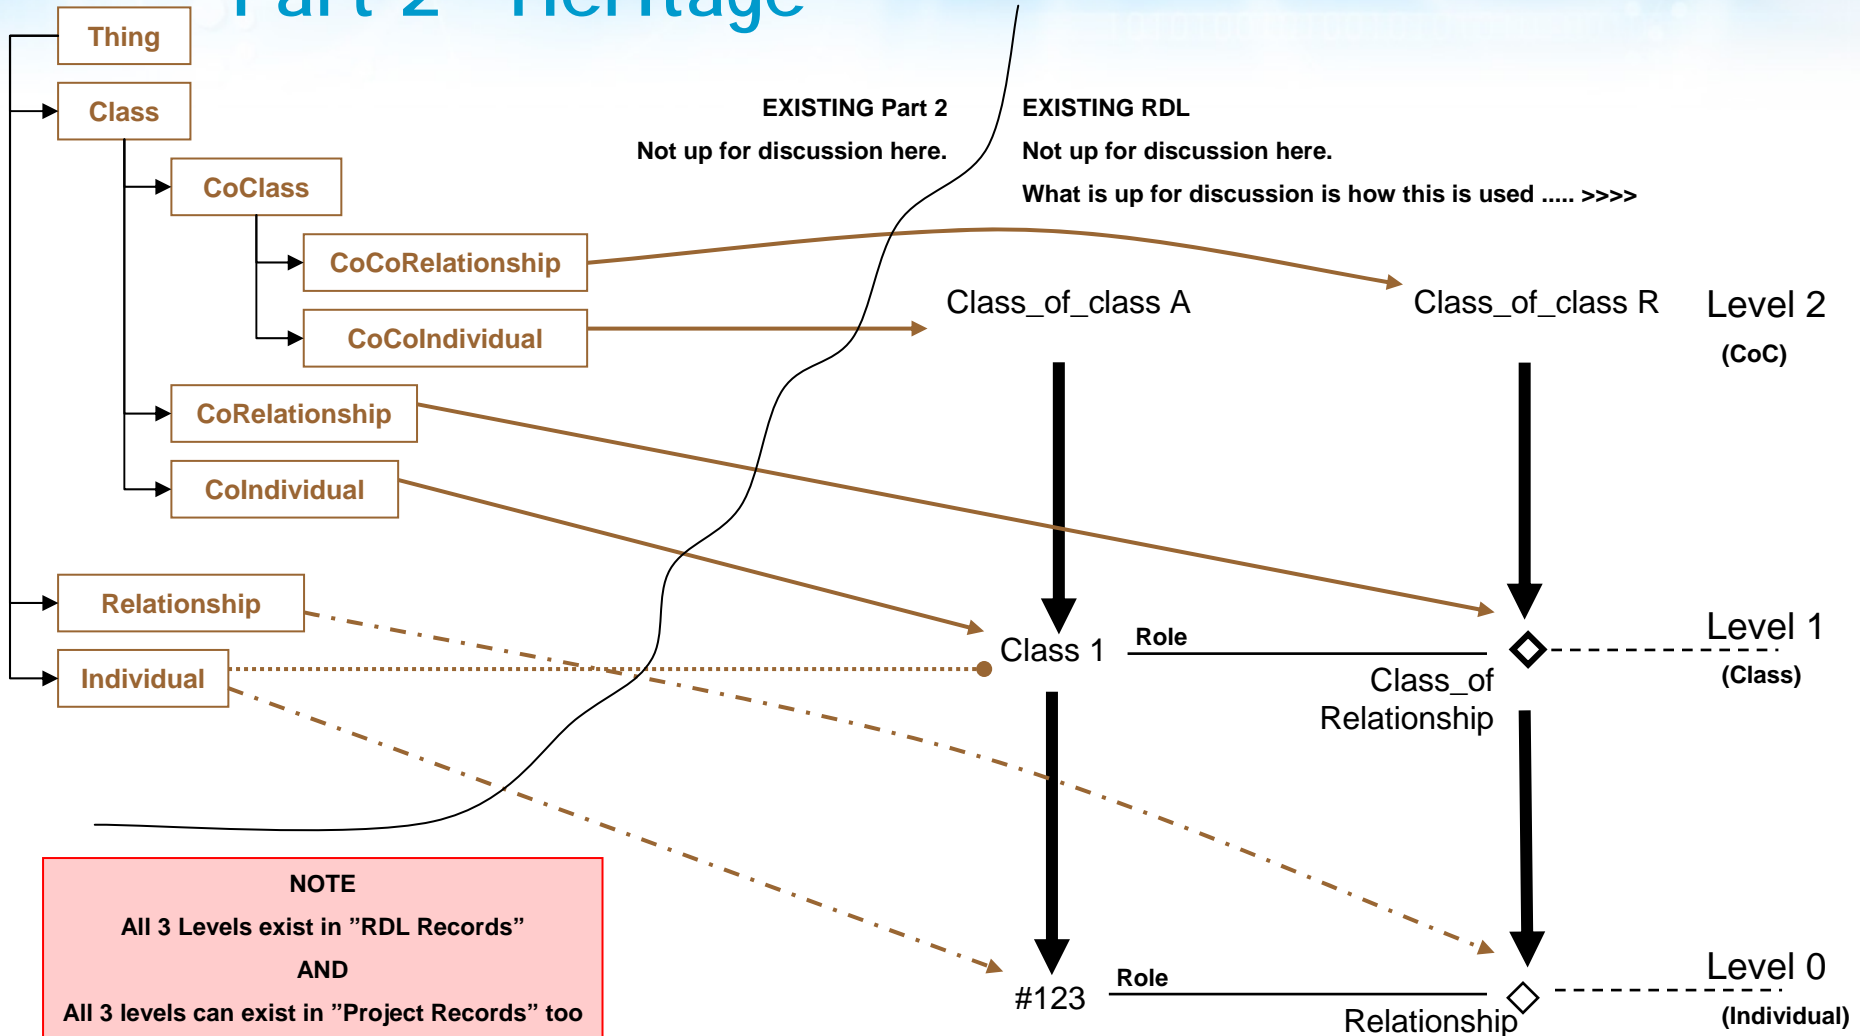 Part 2 "Heritage"
Thing
Class
CoClass
CoCoRelationship
CoCoIndividual
CoRelationship
CoIndividual
Relationship
Individual
EXISTING Part 2
Not up for discussion here.
EXISTING RDL
Not up for discussion here.
What is up for discussion is how this is used ..... >>>>
Class_of_class A
Class_of_class R
Level 2
(CoC)
Class 1
Role
Class_of
Relationship
Level 1
(Class)
#123
Role
Relationship
Level 0
(Individual)
NOTE
All 3 Levels exist in ”RDL Records”
AND
All 3 levels can exist in ”Project Records” too